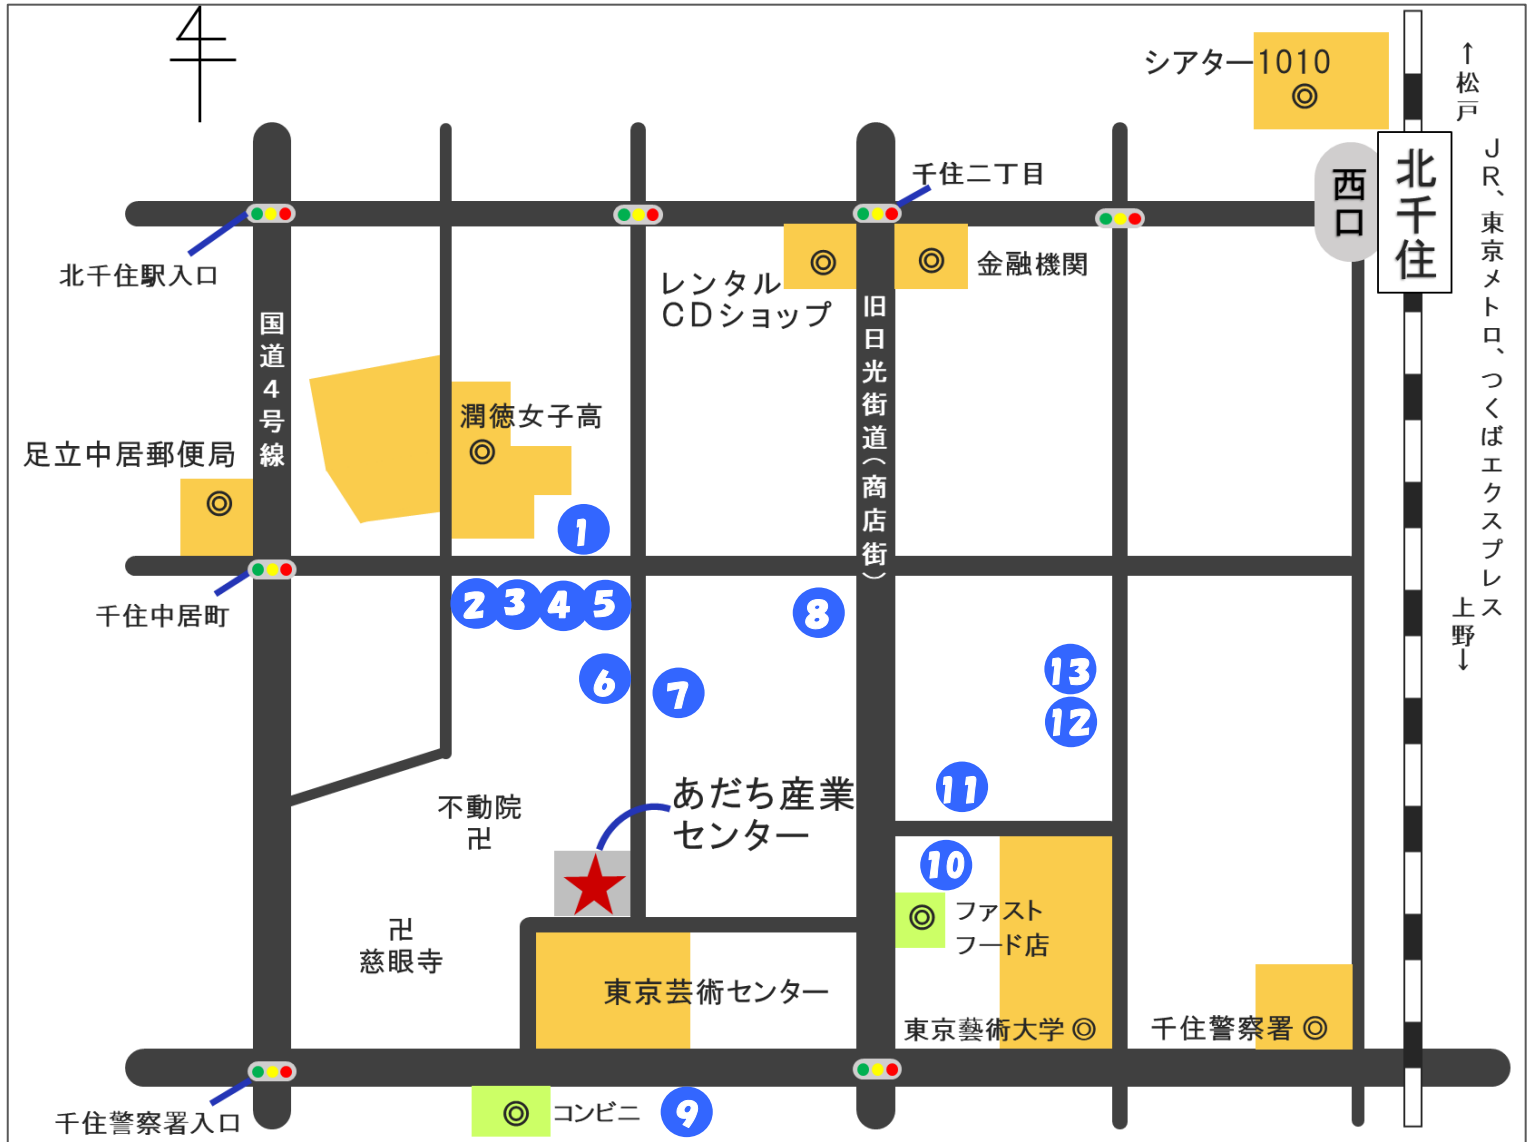 シアター1010
↑松戸
北千住
西口
JR、東京メトロ、つくばエクスプレス
上野↓
千住二丁目
北千住駅入口
レンタル
CDショップ
金融機関
国道4号線
旧日光街道(商店街)
潤徳女子高
足立中居郵便局
千住中居町
1
2
3
4
5
6
7
8
13
12
11
10
あだち産業
センター
不動院
卍
卍
慈眼寺
ファスト
フード店
東京芸術センター
東京藝術大学
千住警察署
千住警察署入口
コンビニ
9